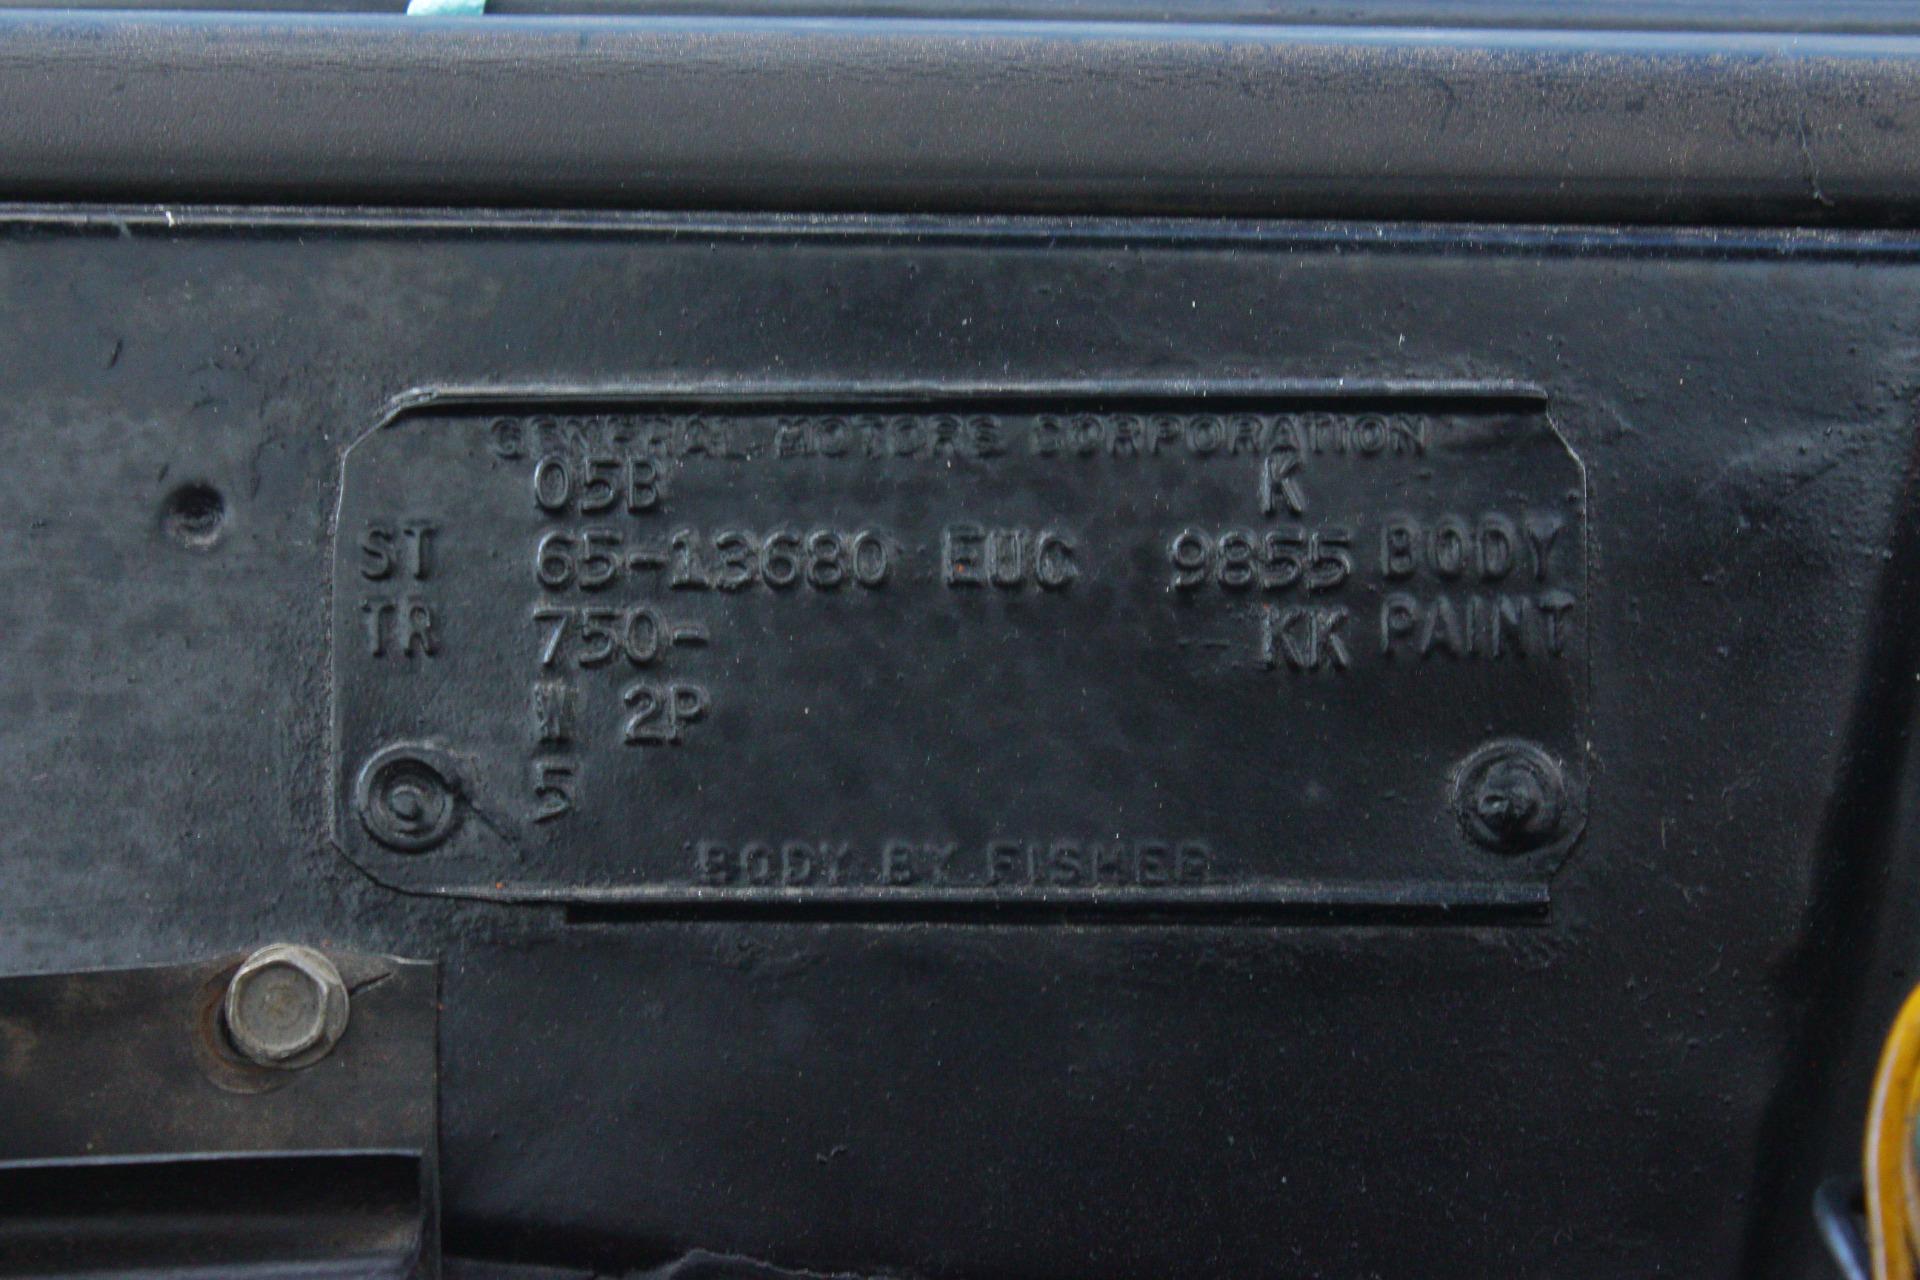 GENERAL MOTORS CORPORATION
05B K
ST 65-13680 EUC 9855 BODY
TR 750- KK PAINT
W 2P
5
BODY BY FISHER